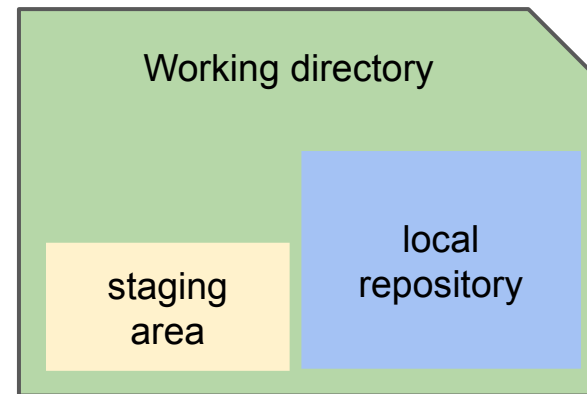 Working directory
local
repository
staging
area